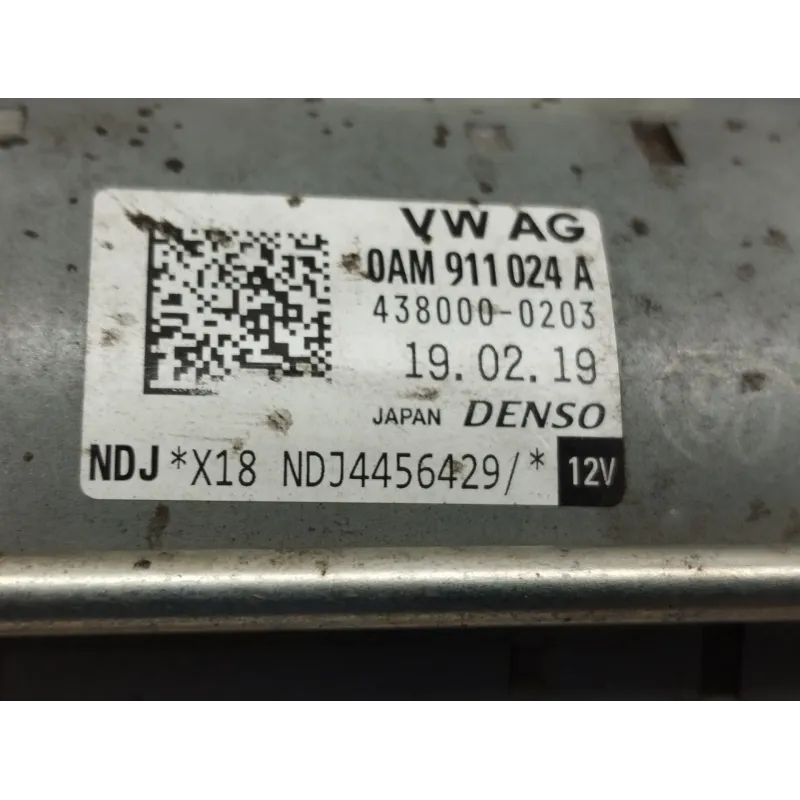 VW AG
0AM 911 024 A
438000-0203
19.02.19
JAPAN DENSO
NDJ *X18 NDJ4456429/* 12V